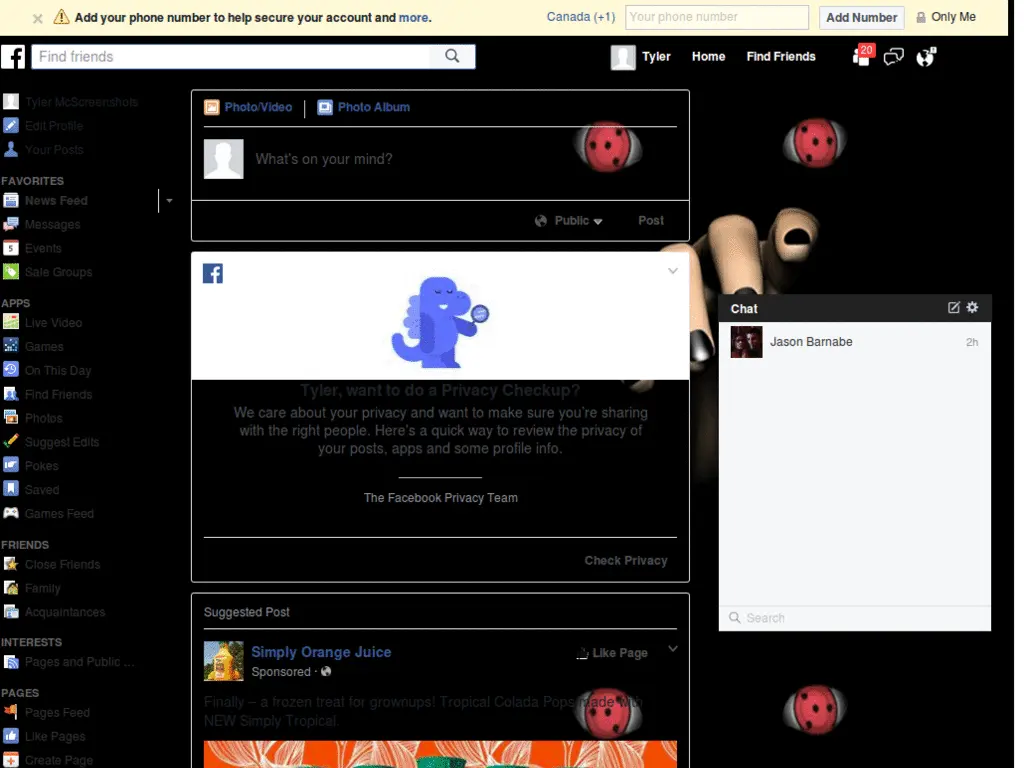 Add your phone number to help secure your account and more.
Canada (+1)
Your phone number
Add Number
Only Me
Find friends
Tyler
Home
Find Friends
20
Tyler McScreenshots
Edit Profile
Your Posts
FAVORITES
News Feed
Messages
5
Events
Sale Groups
APPS
Live Video
Games
On This Day
Find Friends
Photos
Suggest Edits
Pokes
Saved
Games Feed
FRIENDS
Close Friends
Family
Acquaintances
INTERESTS
Pages and Public ...
PAGES
Pages Feed
Like Pages
Create Page
Photo/Video
Photo Album
What's on your mind?
Public
Post
Tyler, want to do a Privacy Checkup?
We care about your privacy and want to make sure you're sharing
with the right people. Here's a quick way to review the privacy of
your posts, apps and some profile info.
The Facebook Privacy Team
Check Privacy
Suggested Post
Simply Orange Juice
Like Page
Sponsored ·
Finally – a frozen treat for grownups! Tropical Colada Pops made with
NEW Simply Tropical.
Chat
Jason Barnabe
2h
Search